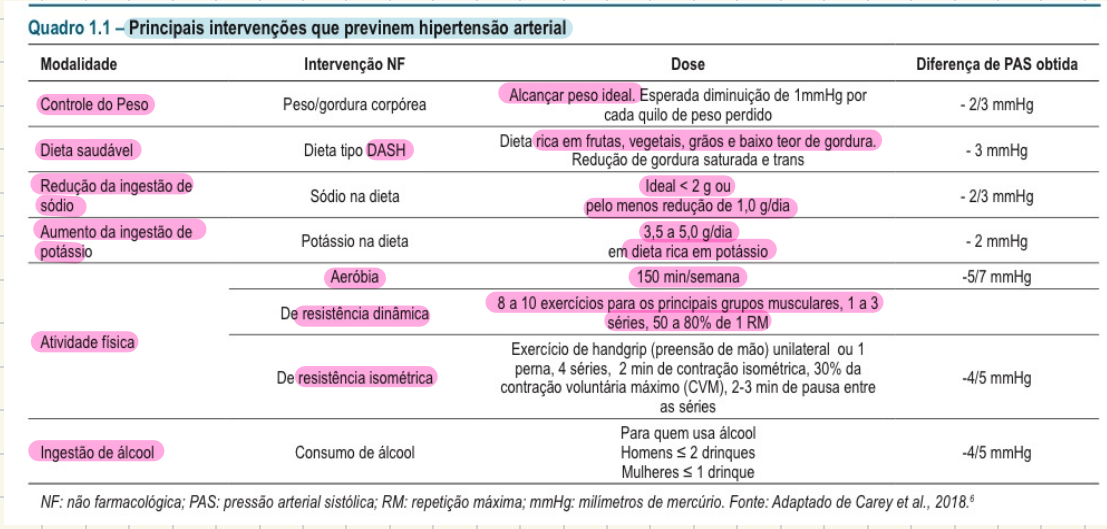 Quadro 1.1 – Principais intervenções que previnem hipertensão arterial
Modalidade Intervenção NF Dose Diferença de PAS obtida
Controle do Peso Peso/gordura corpórea Alcançar peso ideal. Esperada diminuição de 1mmHg por
cada quilo de peso perdido - 2/3 mmHg
Dieta saudável Dieta tipo DASH Dieta rica em frutas, vegetais, grãos e baixo teor de gordura.
Redução de gordura saturada e trans - 3 mmHg
Redução da ingestão de
sódio Sódio na dieta Ideal < 2 g ou
pelo menos redução de 1,0 g/dia - 2/3 mmHg
Aumento da ingestão de
potássio Potássio na dieta 3,5 a 5,0 g/dia
em dieta rica em potássio - 2 mmHg
Atividade física
Aeróbia 150 min/semana -5/7 mmHg
De resistência dinâmica 8 a 10 exercícios para os principais grupos musculares, 1 a 3
séries, 50 a 80% de 1 RM
De resistência isométrica Exercício de handgrip (preensão de mão) unilateral ou 1
perna, 4 séries, 2 min de contração isométrica, 30% da
contração voluntária máximo (CVM), 2-3 min de pausa entre
as séries -4/5 mmHg
Ingestão de álcool Consumo de álcool Para quem usa álcool
Homens ≤ 2 drinques
Mulheres ≤ 1 drinque -4/5 mmHg
NF: não farmacológica; PAS: pressão arterial sistólica; RM: repetição máxima; mmHg: milímetros de mercúrio. Fonte: Adaptado de Carey et al., 2018.⁶